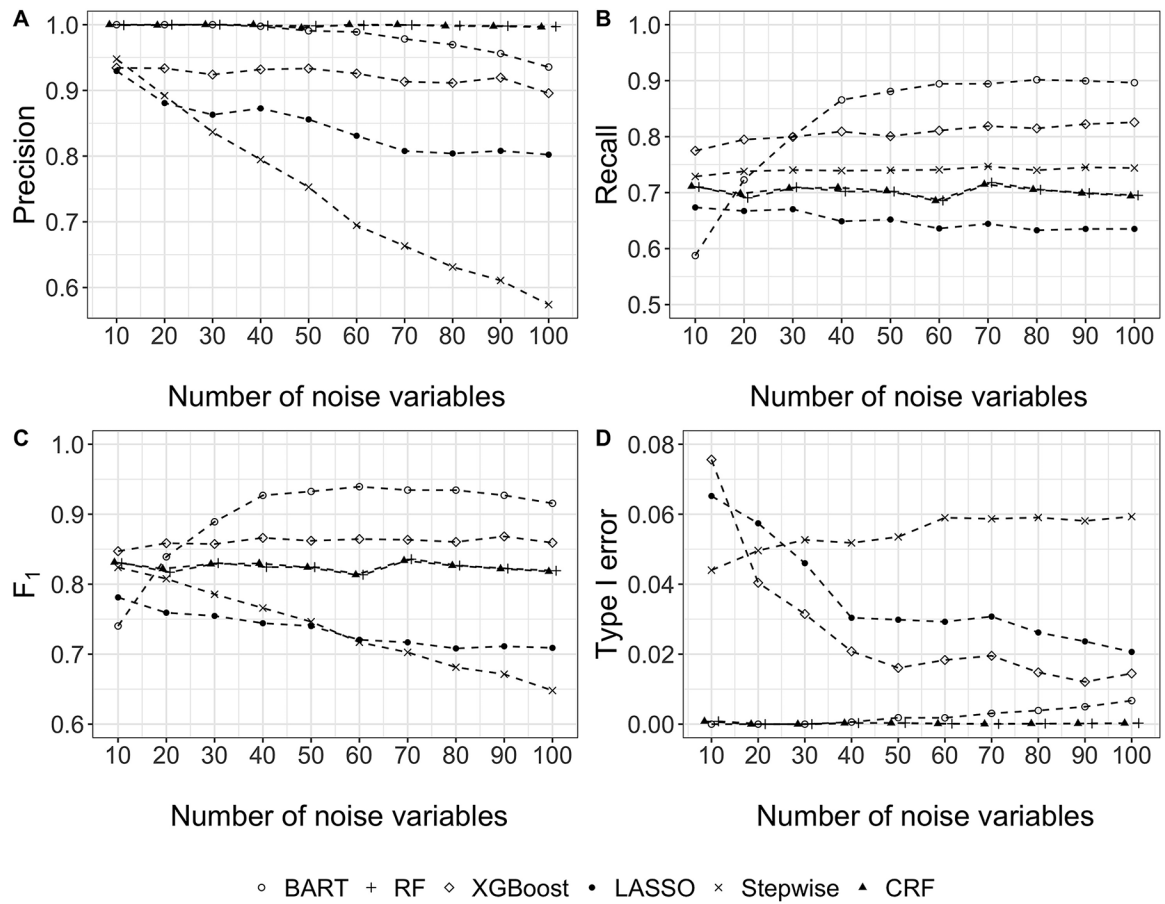 A
Precision
1.0
0.9
0.8
0.7
0.6
10 20 30 40 50 60 70 80 90 100
Number of noise variables
B
Recall
1.0
0.9
0.8
0.7
0.6
0.5
10 20 30 40 50 60 70 80 90 100
Number of noise variables
C
F1
1.0
0.9
0.8
0.7
0.6
10 20 30 40 50 60 70 80 90 100
Number of noise variables
D
Type I error
0.08
0.06
0.04
0.02
0.00
10 20 30 40 50 60 70 80 90 100
Number of noise variables
BART RF XGBoost LASSO Stepwise CRF